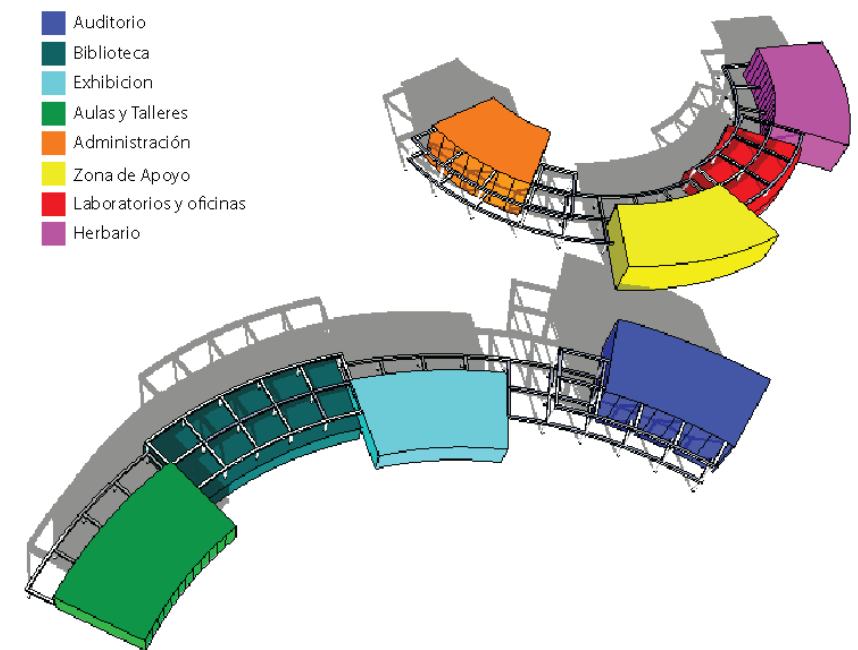 Auditorio
Biblioteca
Exhibicion
Aulas y Talleres
Administración
Zona de Apoyo
Laboratorios y oficinas
Herbario